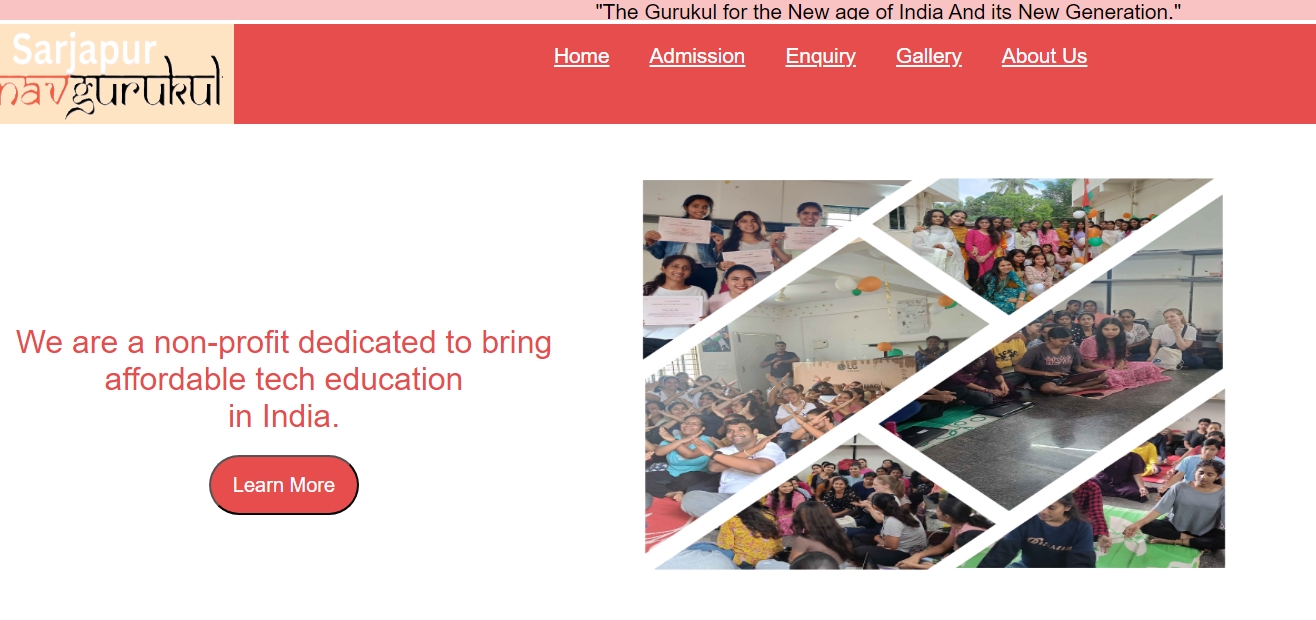 "The Gurukul for the New age of India And its New Generation."
Sarjapur
navgurukul
Home Admission Enquiry Gallery About Us
We are a non-profit dedicated to bring
affordable tech education
in India.
Learn More